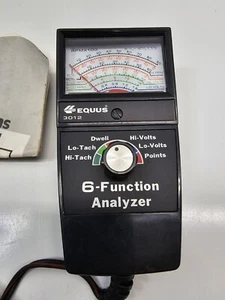 EQUUS
3012
Dwell Hi-Volts
Lo-Tach Lo-Volts
Hi-Tach Points
6-Function
Analyzer